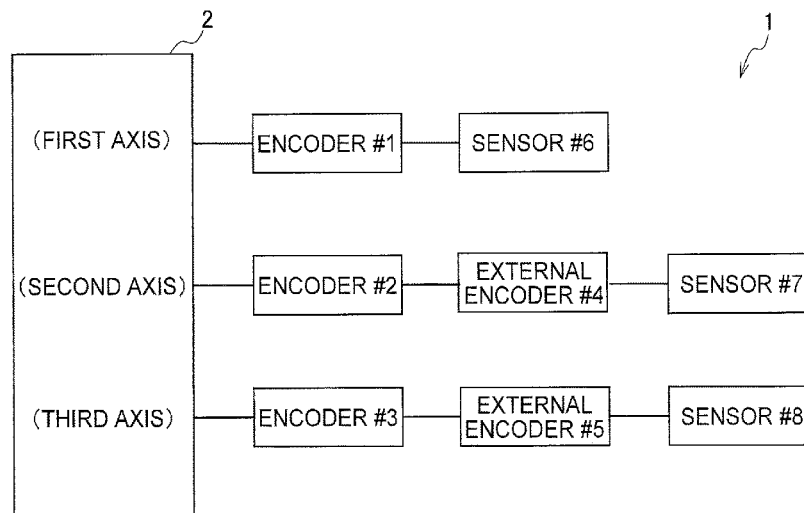 2
1
(FIRST AXIS)
ENCODER #1
SENSOR #6
(SECOND AXIS)
ENCODER #2
EXTERNAL
ENCODER #4
SENSOR #7
(THIRD AXIS)
ENCODER #3
EXTERNAL
ENCODER #5
SENSOR #8